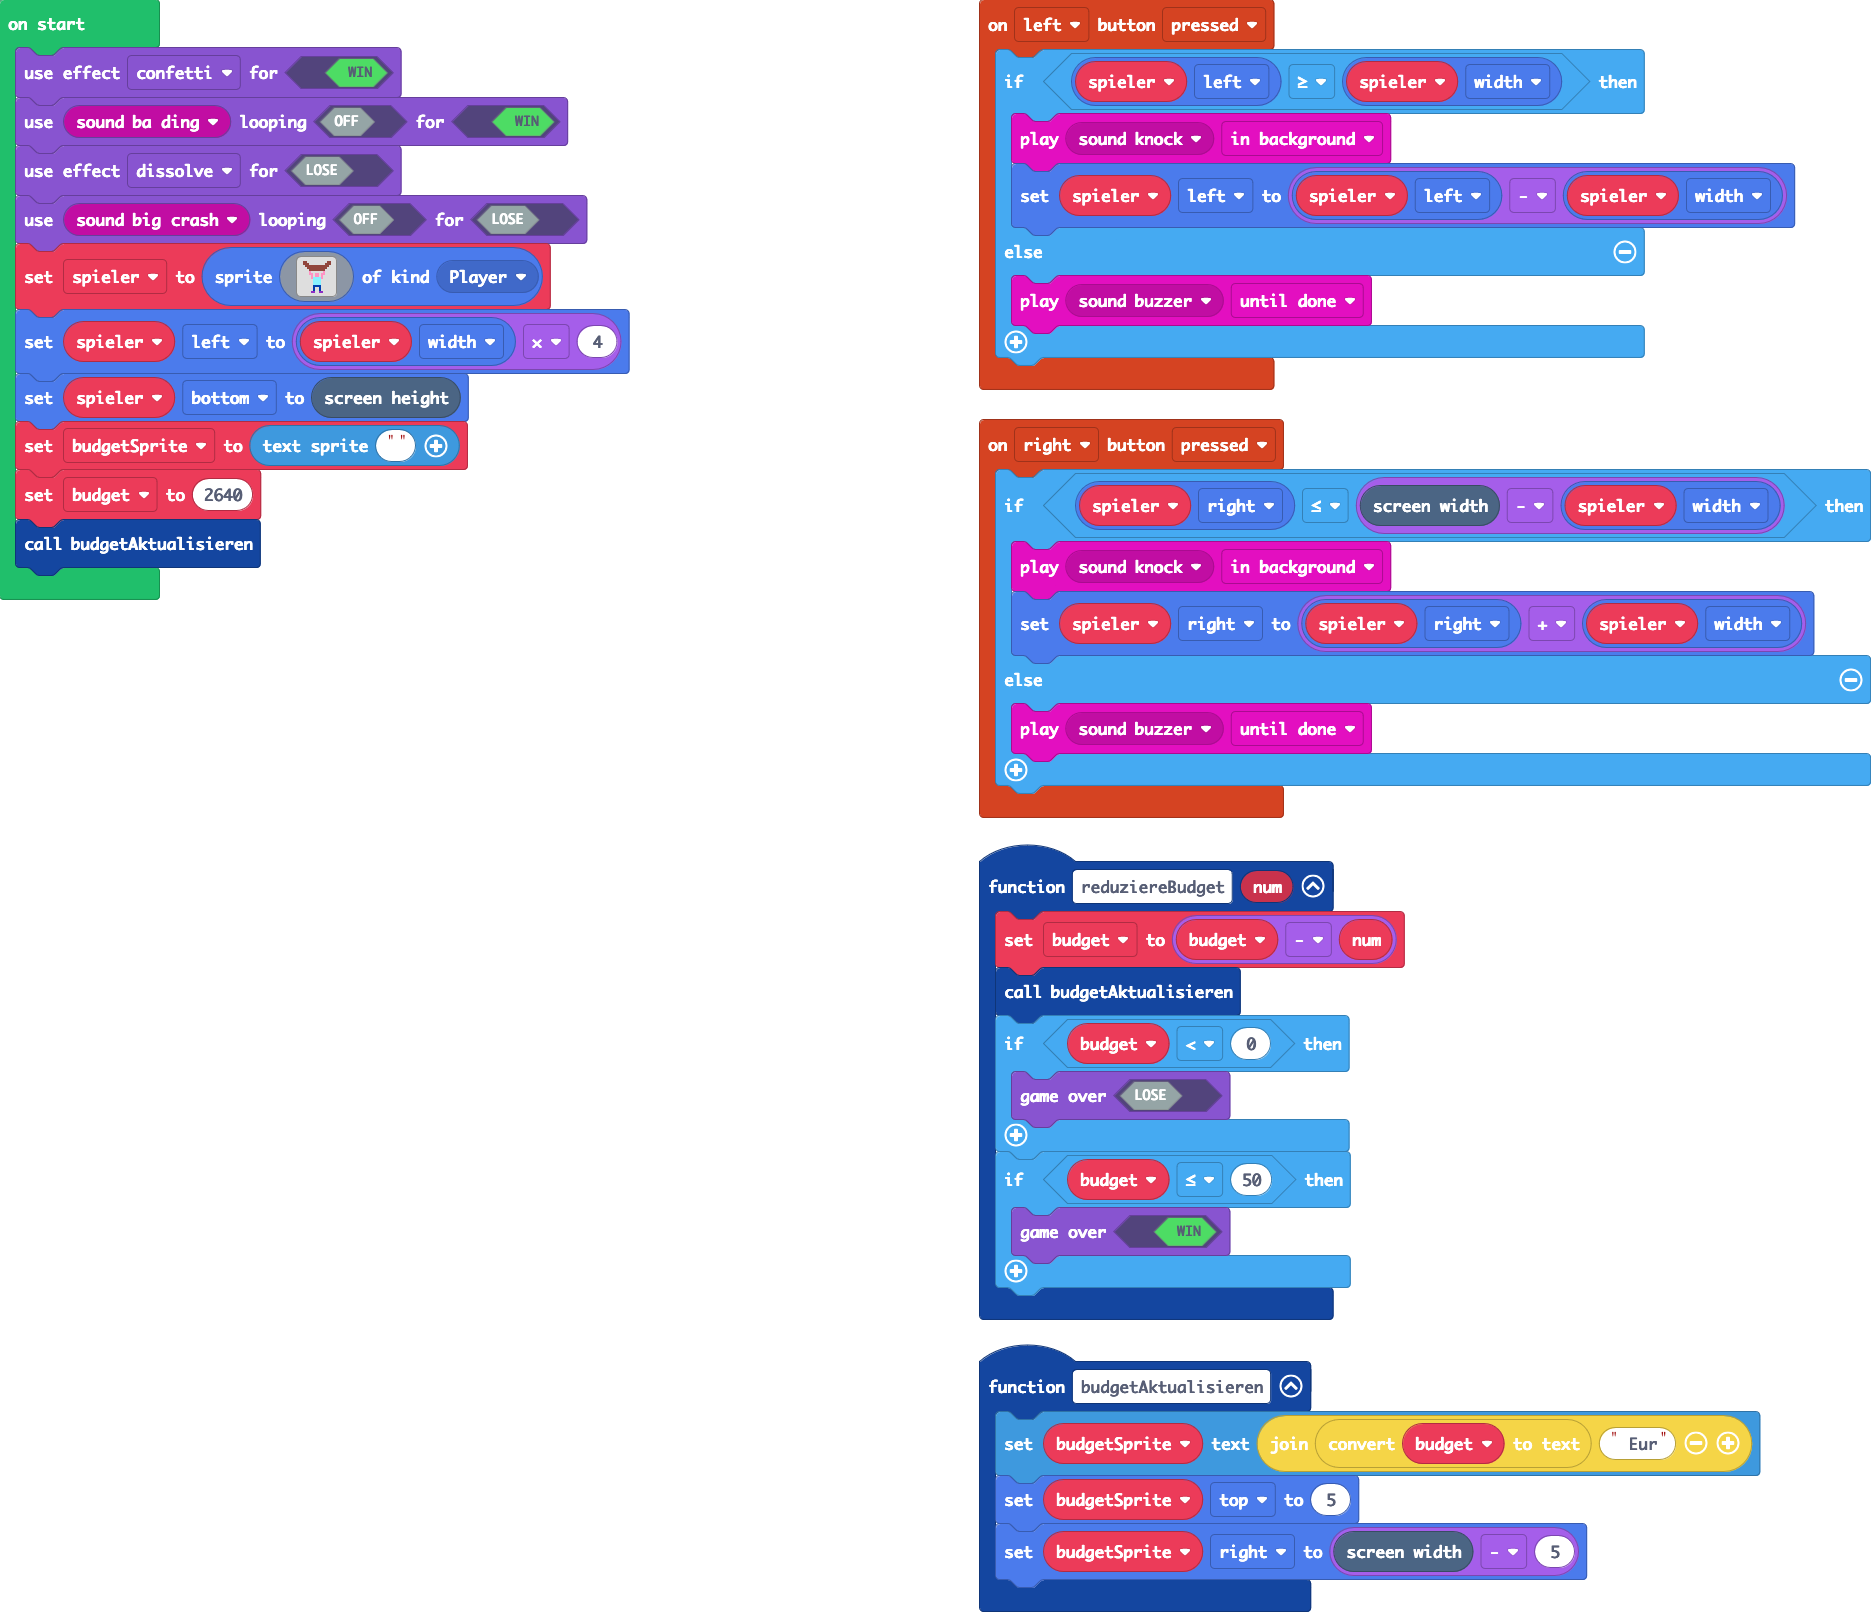 on start
use effect confetti for WIN
use sound ba ding looping OFF for WIN
use effect dissolve for LOSE
use sound big crash looping OFF for LOSE
set spieler to sprite of kind Player
set spieler left to spieler width × 4
set spieler bottom to screen height
set budgetSprite to text sprite " "
set budget to 2640
call budgetAktualisieren
on left button pressed
if spieler left ≥ spieler width then
play sound knock in background
set spieler left to spieler left - spieler width
else
play sound buzzer until done
on right button pressed
if spieler right ≤ screen width - spieler width then
play sound knock in background
set spieler right to spieler right + spieler width
else
play sound buzzer until done
function reduziereBudget num
set budget to budget - num
call budgetAktualisieren
if budget < 0 then
game over LOSE
if budget ≤ 50 then
game over WIN
function budgetAktualisieren
set budgetSprite text join convert budget to text " Eur"
set budgetSprite top to 5
set budgetSprite right to screen width - 5